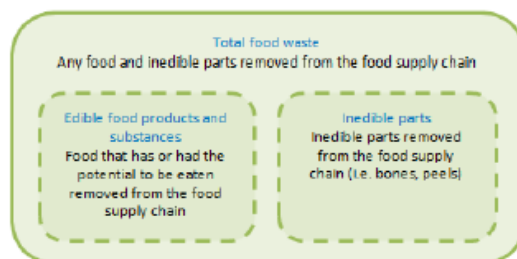 Total food waste
Any food and inedible parts removed from the food supply chain
Edible food products and
substances
Food that has or had the
potential to be eaten
removed from the food
supply chain
Inedible parts
Inedible parts removed
from the food supply
chain (i.e. bones, peels)